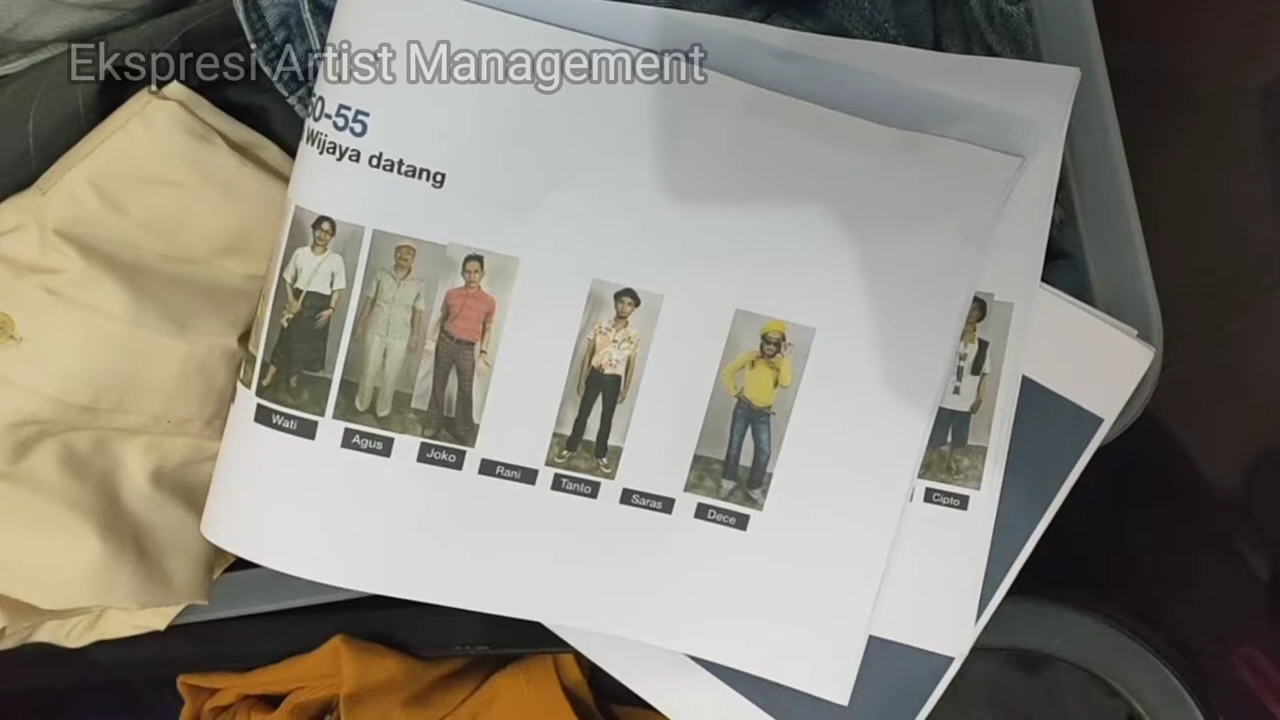 Ekspresi Artist Management
50-55
Wijaya datang
Wati
Agus
Joko
Rani
Tanto
Saras
Dece
Cipto